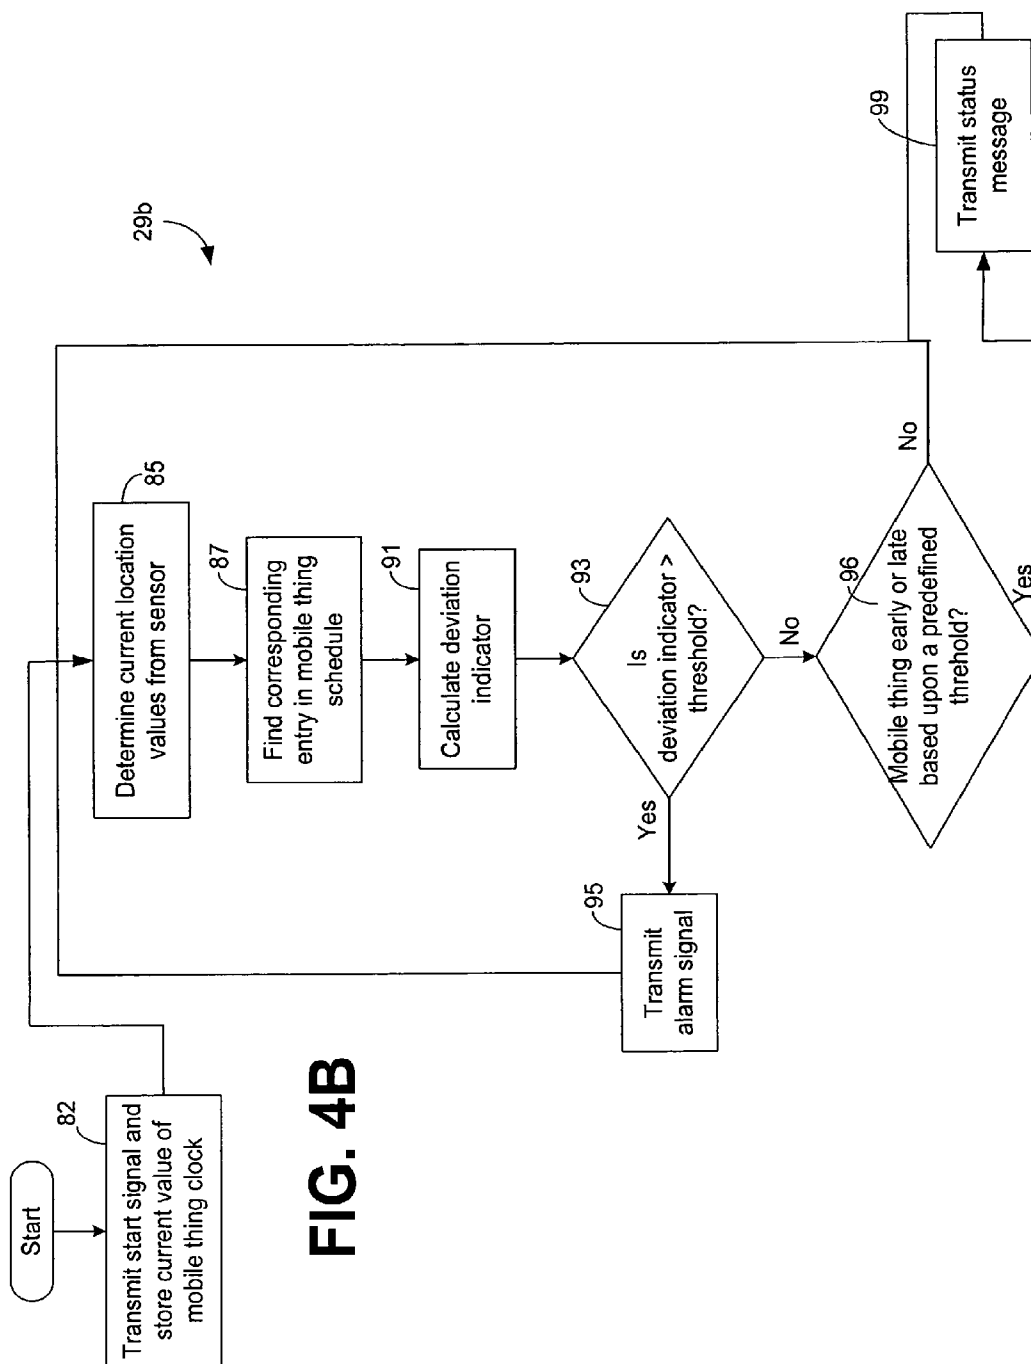 Start
82
Transmit start signal and
store current value of
mobile thing clock
29b
85
Determine current location
values from sensor
87
Find corresponding
entry in mobile thing
schedule
91
Calculate deviation
indicator
93
Is
deviation indicator >
threshold?
Yes
No
95
Transmit
alarm signal
96
Mobile thing early or late
based upon a predefined
threhold?
No
Yes
99
Transmit status
message
FIG. 4B